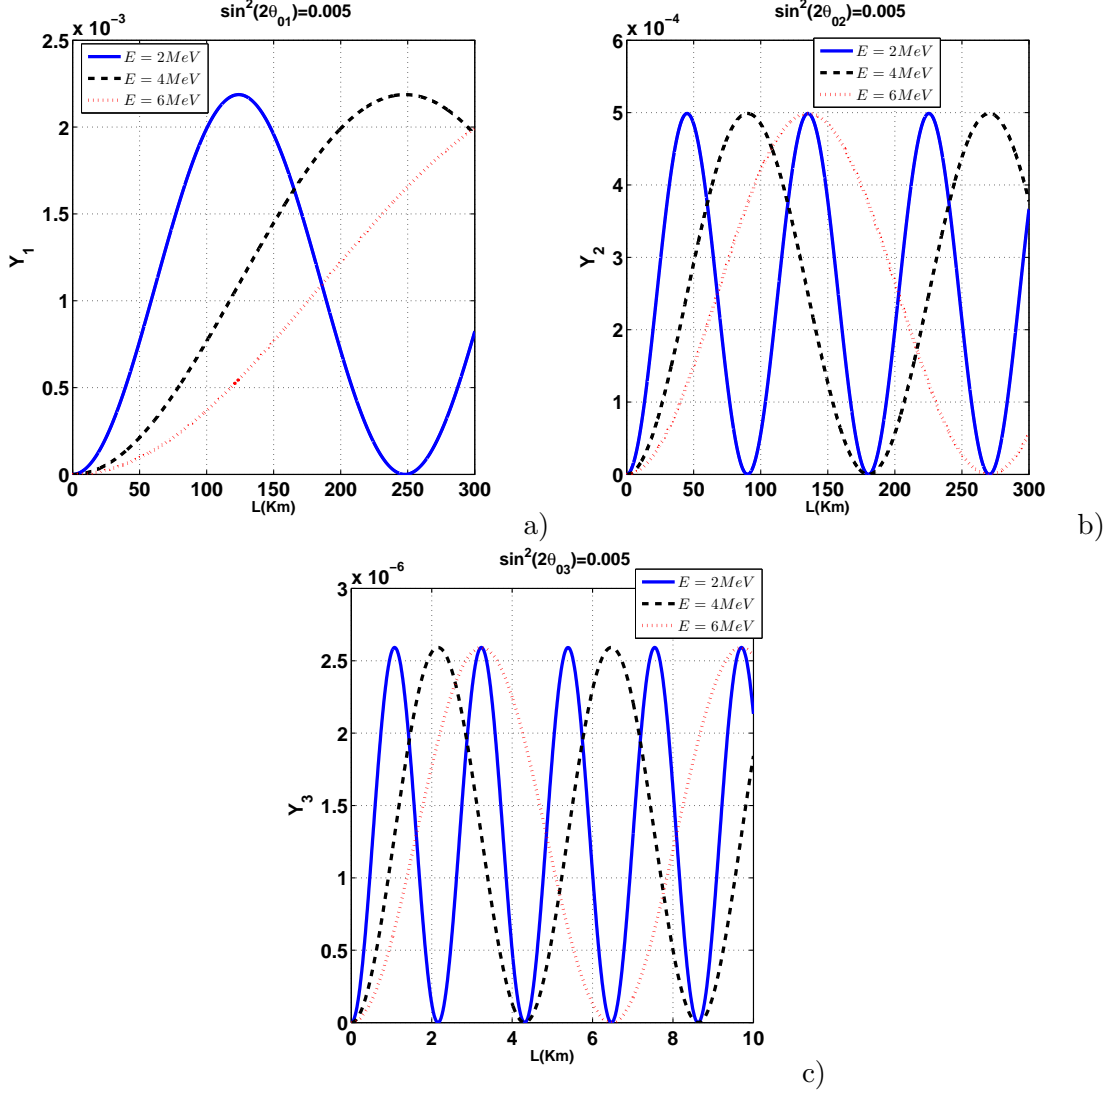 sin²(2θ₀₁)=0.005
x 10⁻³
E = 2MeV
E = 4MeV
E = 6MeV
2.5
2
1.5
1
0.5
0
Y₁
0 50 100 150 200 250 300
L(Km)
a)
sin²(2θ₀₂)=0.005
x 10⁻⁴
E = 2MeV
E = 4MeV
E = 6MeV
6
5
4
3
2
1
0
Y₂
0 50 100 150 200 250 300
L(Km)
b)
sin²(2θ₀₃)=0.005
x 10⁻⁶
E = 2MeV
E = 4MeV
E = 6MeV
3
2.5
2
1.5
1
0.5
0
Y₃
0 2 4 6 8 10
L(Km)
c)